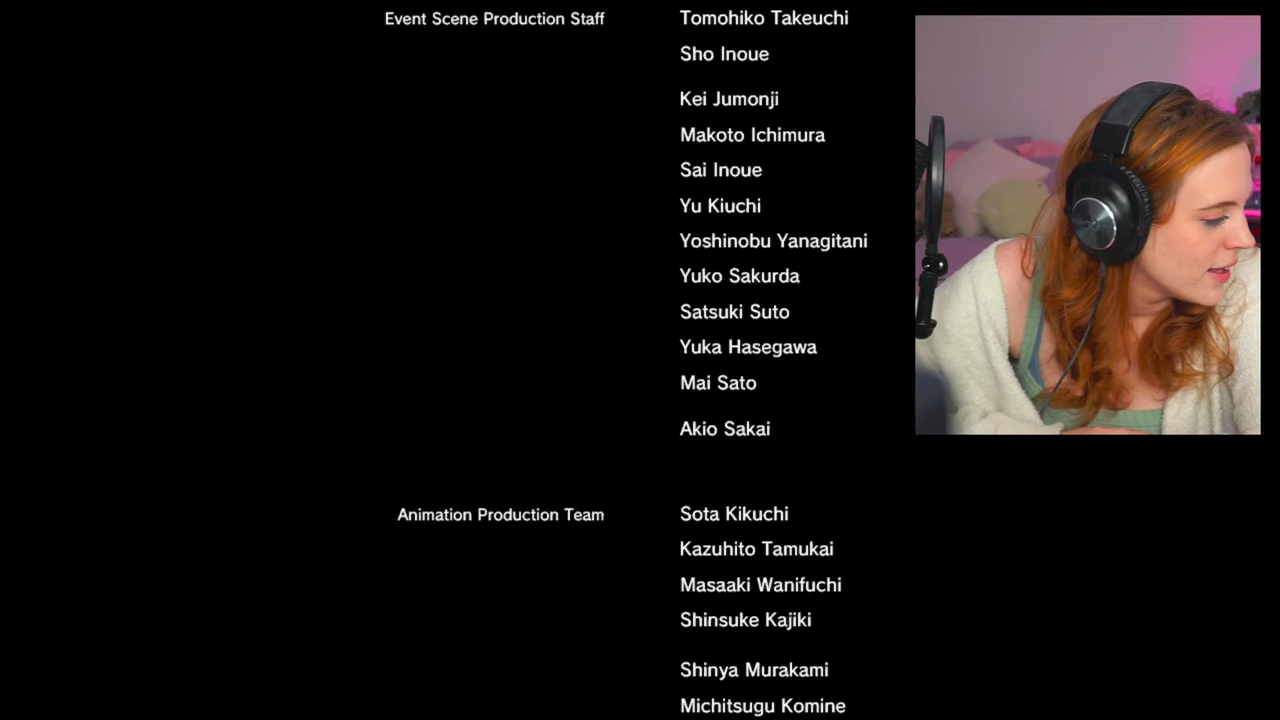 Event Scene Production Staff
Tomohiko Takeuchi
Sho Inoue
Kei Jumonji
Makoto Ichimura
Sai Inoue
Yu Kiuchi
Yoshinobu Yanagitani
Yuko Sakurda
Satsuki Suto
Yuka Hasegawa
Mai Sato
Akio Sakai
Animation Production Team
Sota Kikuchi
Kazuhito Tamukai
Masaaki Wanifuchi
Shinsuke Kajiki
Shinya Murakami
Michitsugu Komine